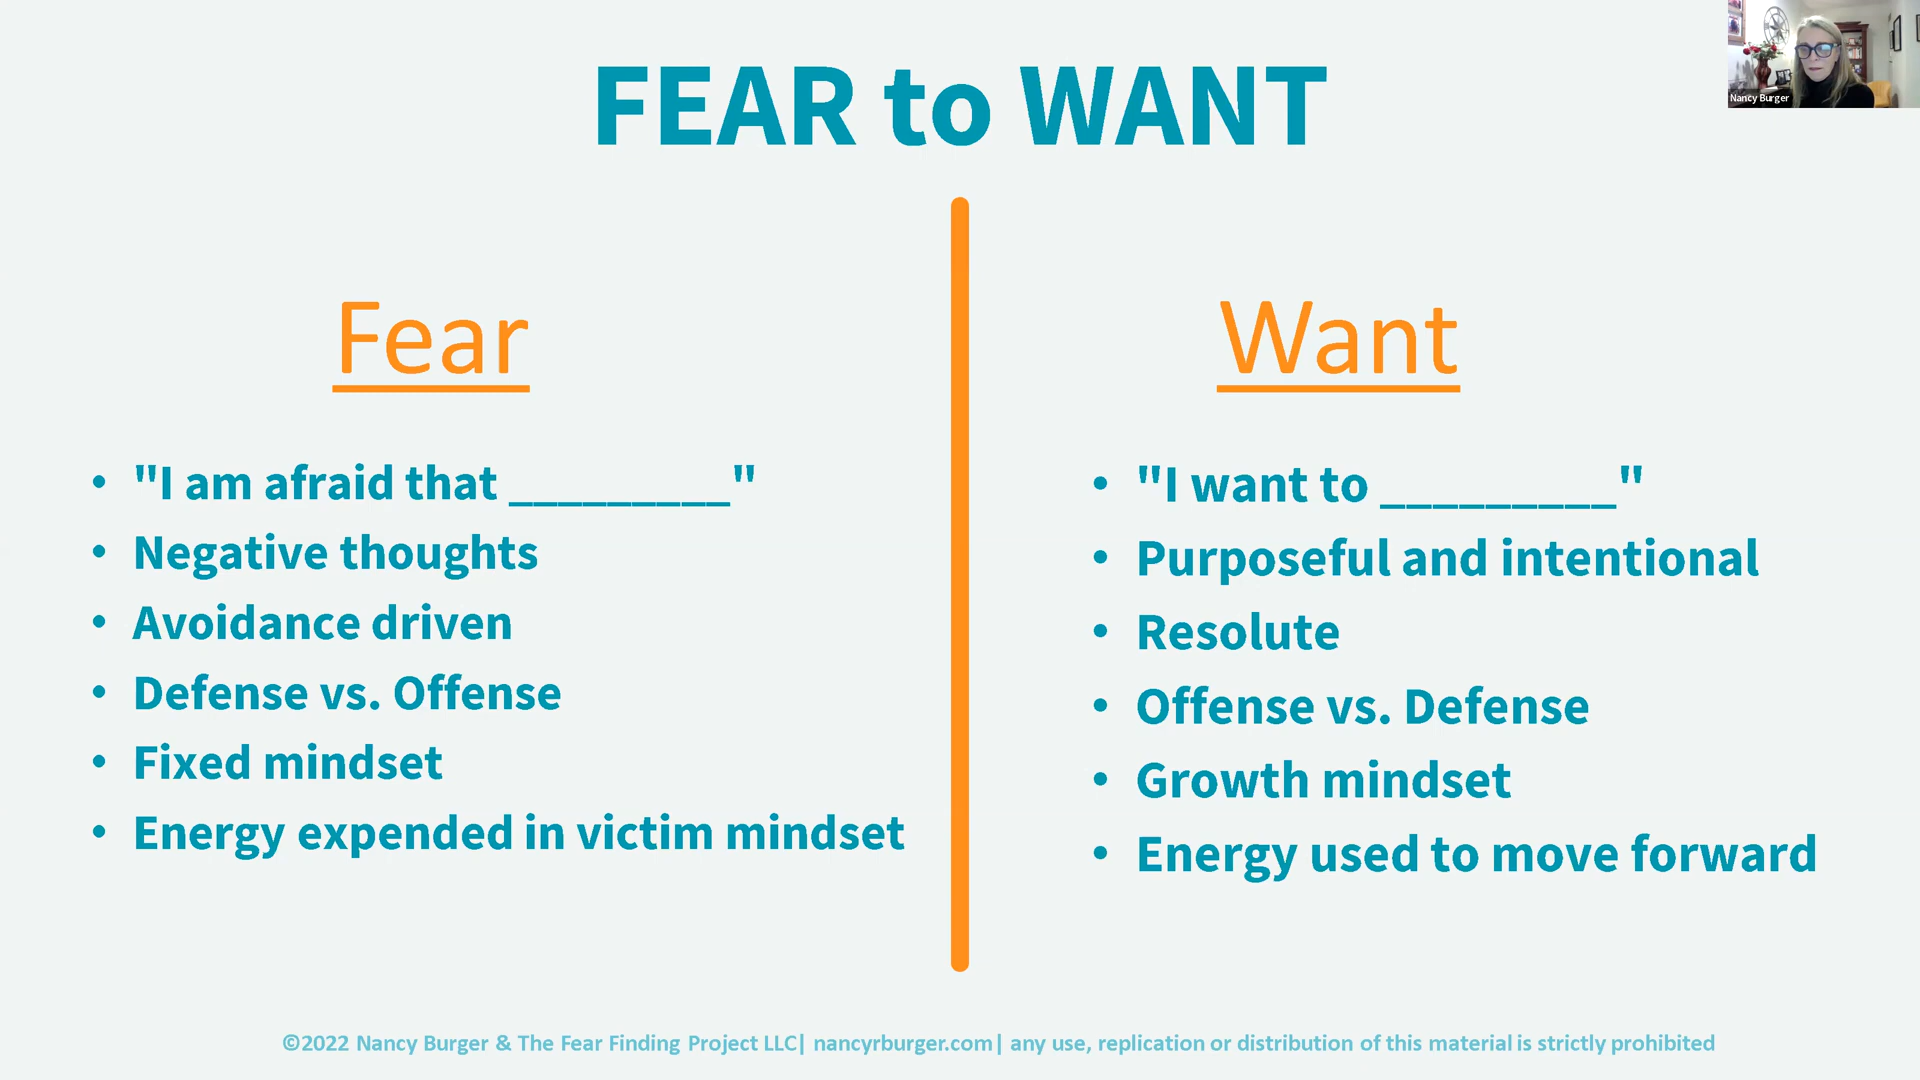 FEAR to WANT
Nancy Burger
Fear
• "I am afraid that _________"
• Negative thoughts
• Avoidance driven
• Defense vs. Offense
• Fixed mindset
• Energy expended in victim mindset
Want
• "I want to _________"
• Purposeful and intentional
• Resolute
• Offense vs. Defense
• Growth mindset
• Energy used to move forward
©2022 Nancy Burger & The Fear Finding Project LLC| nancyrburger.com| any use, replication or distribution of this material is strictly prohibited